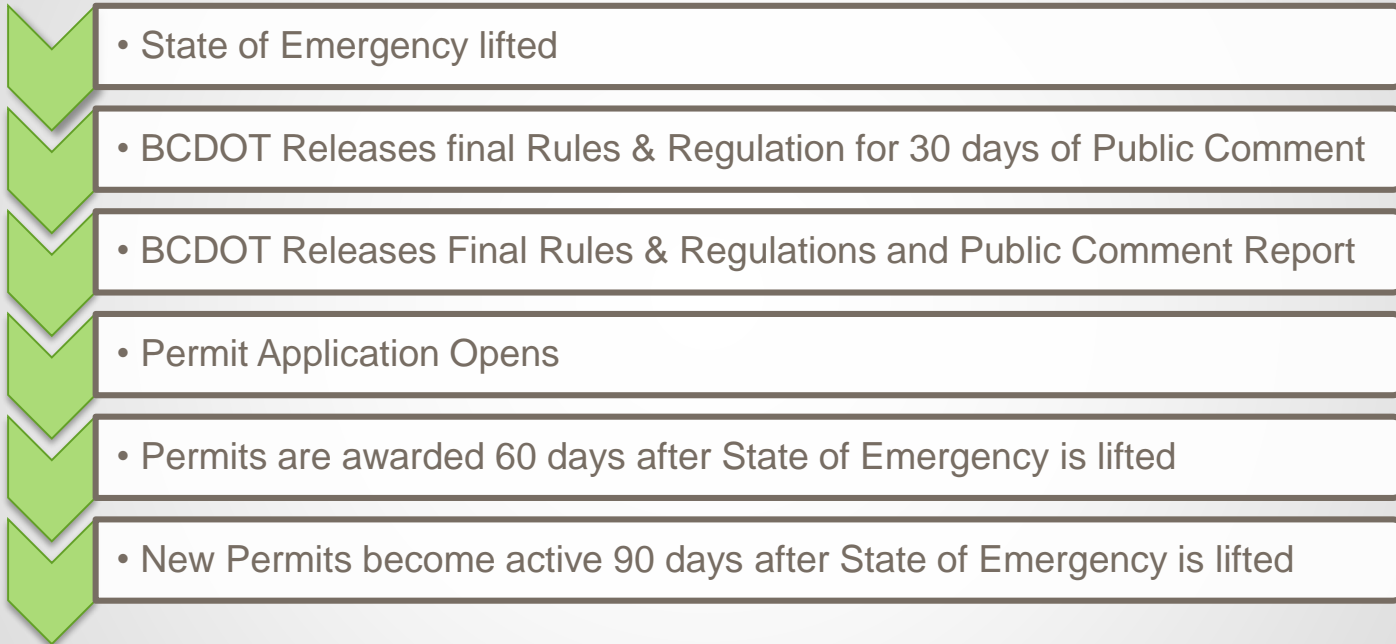 • State of Emergency lifted
• BCDOT Releases final Rules & Regulation for 30 days of Public Comment
• BCDOT Releases Final Rules & Regulations and Public Comment Report
• Permit Application Opens
• Permits are awarded 60 days after State of Emergency is lifted
• New Permits become active 90 days after State of Emergency is lifted